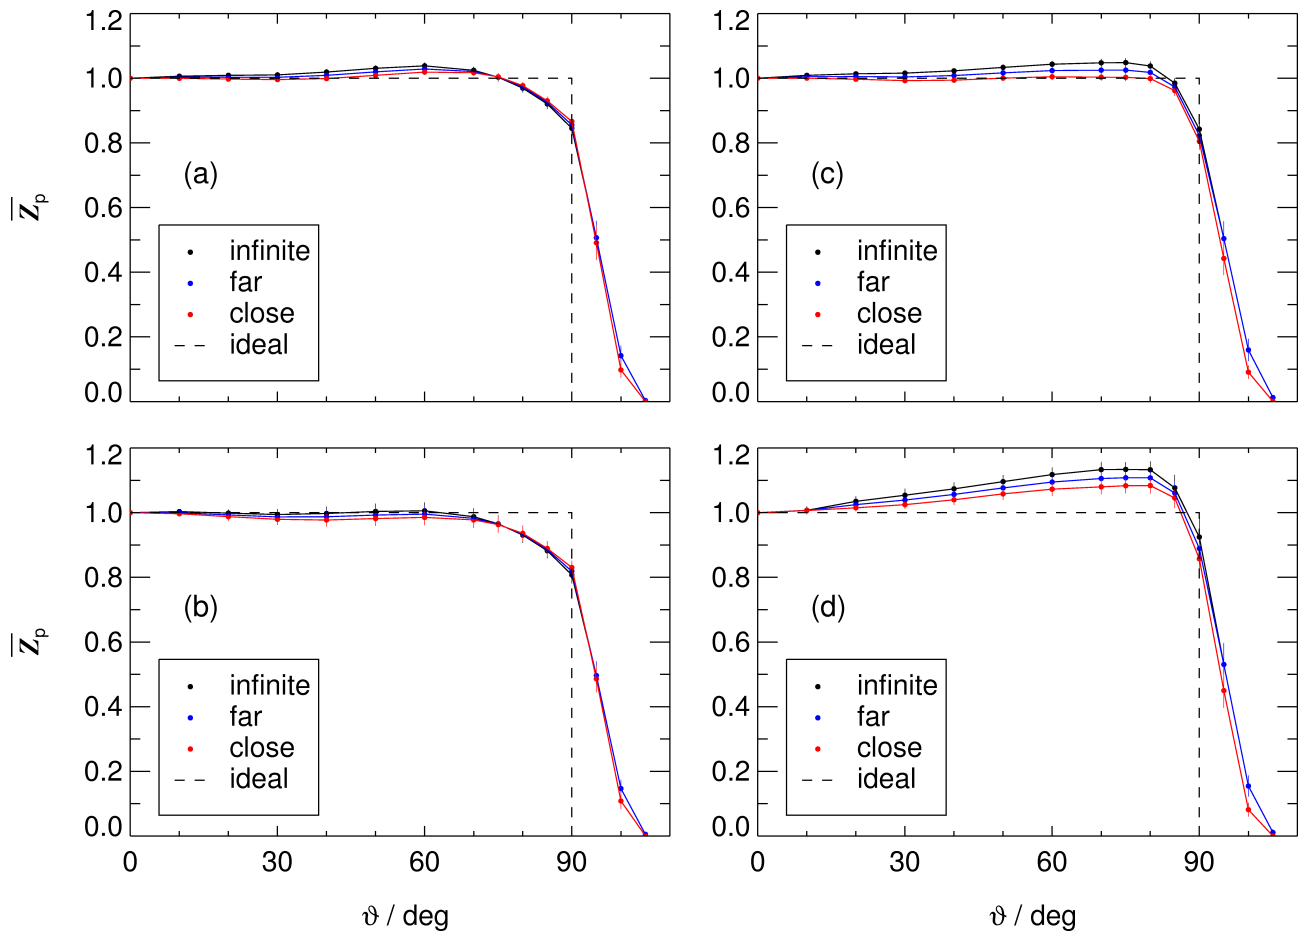 1.2
1.0
0.8
0.6
0.4
0.2
0.0
Z̅p
(a)
infinite
far
close
ideal
1.2
1.0
0.8
0.6
0.4
0.2
0.0
(c)
infinite
far
close
ideal
1.2
1.0
0.8
0.6
0.4
0.2
0.0
Z̅p
(b)
infinite
far
close
ideal
0 30 60 90
ϑ / deg
1.2
1.0
0.8
0.6
0.4
0.2
0.0
(d)
infinite
far
close
ideal
0 30 60 90
ϑ / deg